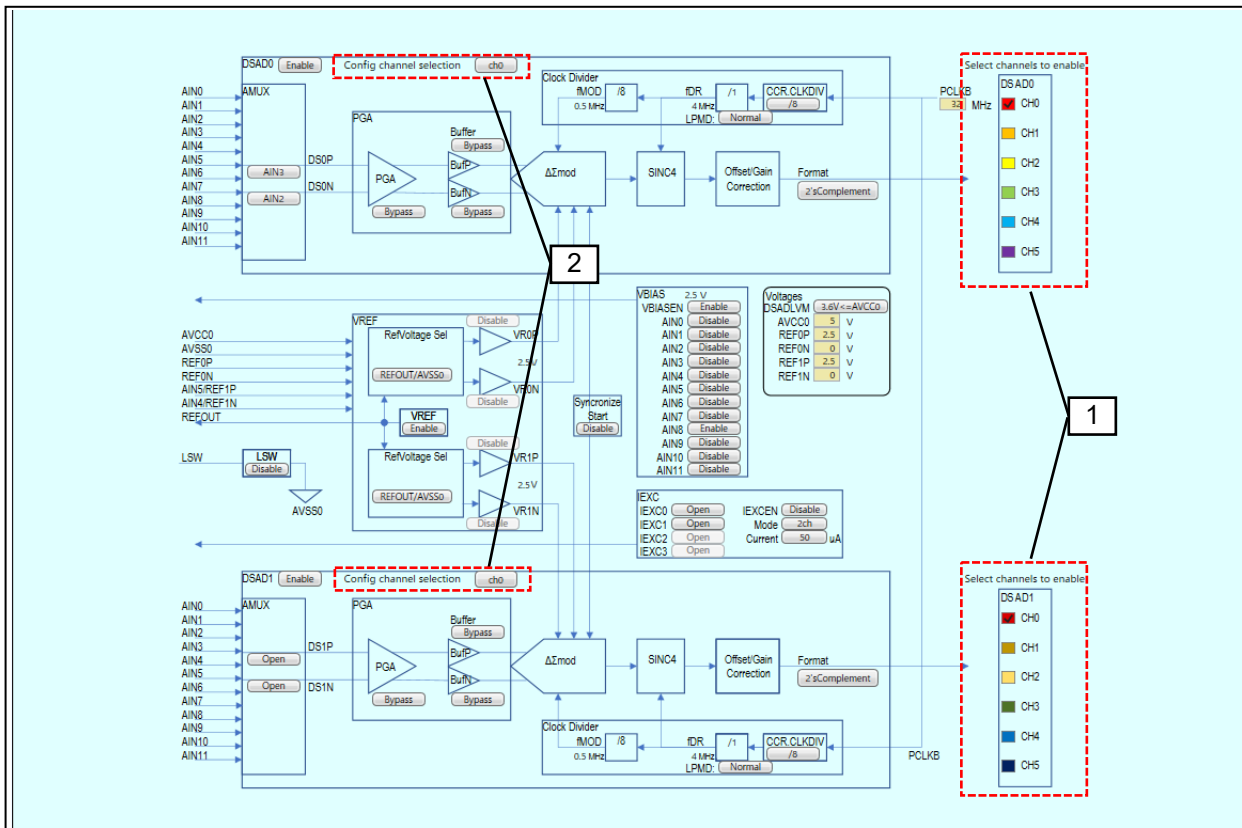 DSAD0 Enable Config channel selection ch0
Select channels to enable
AMUX
AIN0
AIN1
AIN2
AIN3
AIN4
AIN5
AIN6
AIN7
AIN8
AIN9
AIN10
AIN11
AIN3
AIN2
DS0P
DS0N
PGA
PGA
Bypass
Buffer
Bypass
BufP
BufN
Bypass
ΔΣmod
Clock Divider
fMOD /8 fDR /1 CCR.CLKDIV
0.5 MHz 4 MHz /8
LPMD: Normal
PCLKB
32 MHz
SINC4
Offset/Gain
Correction
Format
2'sComplement
DSAD0
CH0
CH1
CH2
CH3
CH4
CH5
2
1
AVCC0
AVSS0
REF0P
REF0N
AIN5/REF1P
AIN4/REF1N
REFOUT
VREF
Disable
RefVoltage Sel
REFOUT/AVSS0
VR0P
2.5V
VR0N
Disable
VREF
Enable
Disable
RefVoltage Sel
REFOUT/AVSS0
VR1P
2.5V
VR1N
Disable
LSW
LSW
Disable
AVSS0
Syncronize
Start
Disable
VBIAS 2.5 V
VBIASEN Enable
AIN0 Disable
AIN1 Disable
AIN2 Disable
AIN3 Disable
AIN4 Disable
AIN5 Disable
AIN6 Disable
AIN7 Disable
AIN8 Enable
AIN9 Disable
AIN10 Disable
AIN11 Disable
Voltages
DSADLVM 3.6V<=AVCC0
AVCC0 5 V
REF0P 2.5 V
REF0N 0 V
REF1P 2.5 V
REF1N 0 V
IEXC
IEXC0 Open IEXCEN Disable
IEXC1 Open Mode 2ch
IEXC2 Open Current 50 uA
IEXC3 Open
DSAD1 Enable Config channel selection ch0
Select channels to enable
AMUX
AIN0
AIN1
AIN2
AIN3
AIN4
AIN5
AIN6
AIN7
AIN8
AIN9
AIN10
AIN11
Open
Open
DS1P
DS1N
PGA
PGA
Bypass
Buffer
Bypass
BufP
BufN
Bypass
ΔΣmod
SINC4
Offset/Gain
Correction
Format
2'sComplement
Clock Divider
fMOD /8 fDR /1 CCR.CLKDIV
0.5 MHz 4 MHz /8
LPMD: Normal
PCLKB
DSAD1
CH0
CH1
CH2
CH3
CH4
CH5